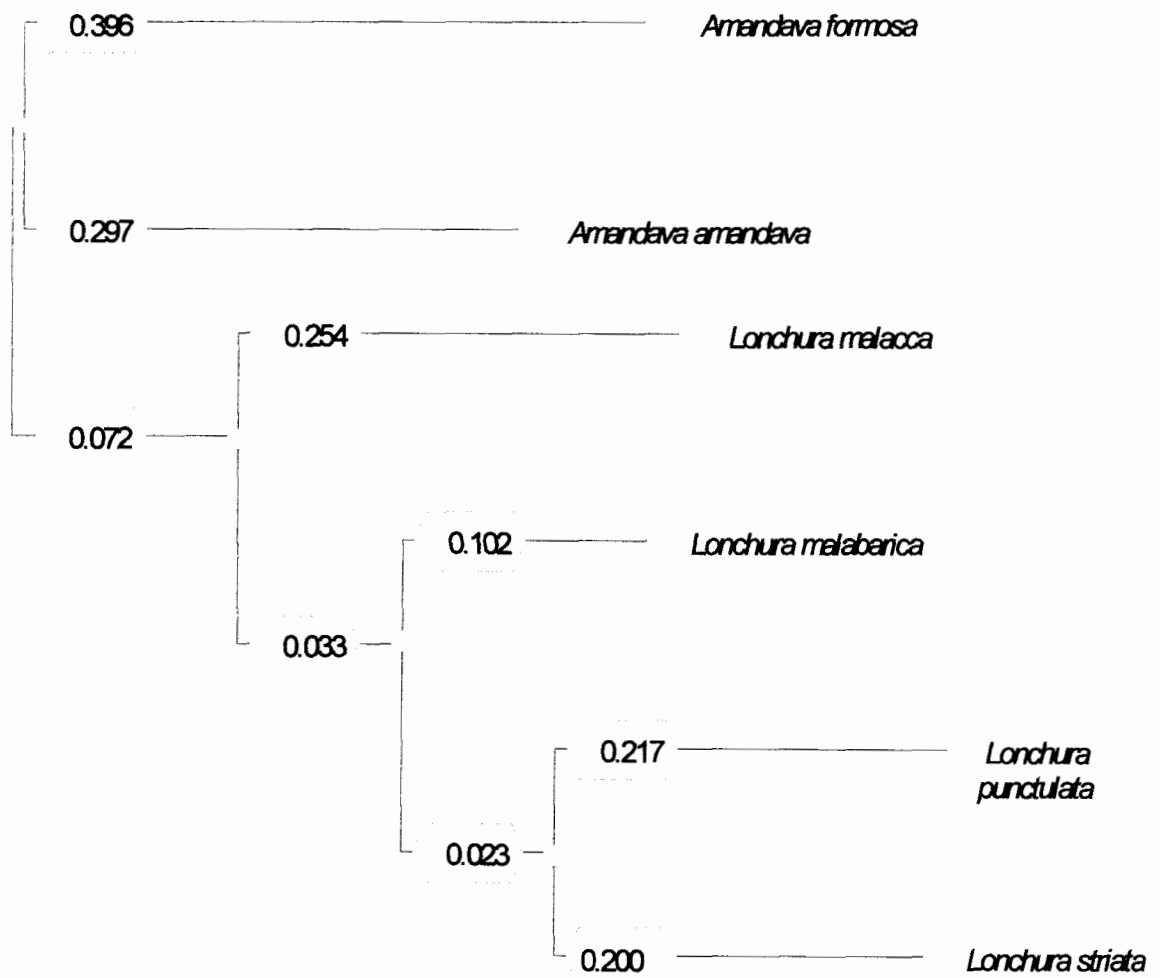 0.396 Amandava formosa
0.297 Amandava amandava
0.254 Lonchura malacca
0.072
0.102 Lonchura malabarica
0.033
0.217 Lonchura
punctulata
0.023
0.200 Lonchura striata